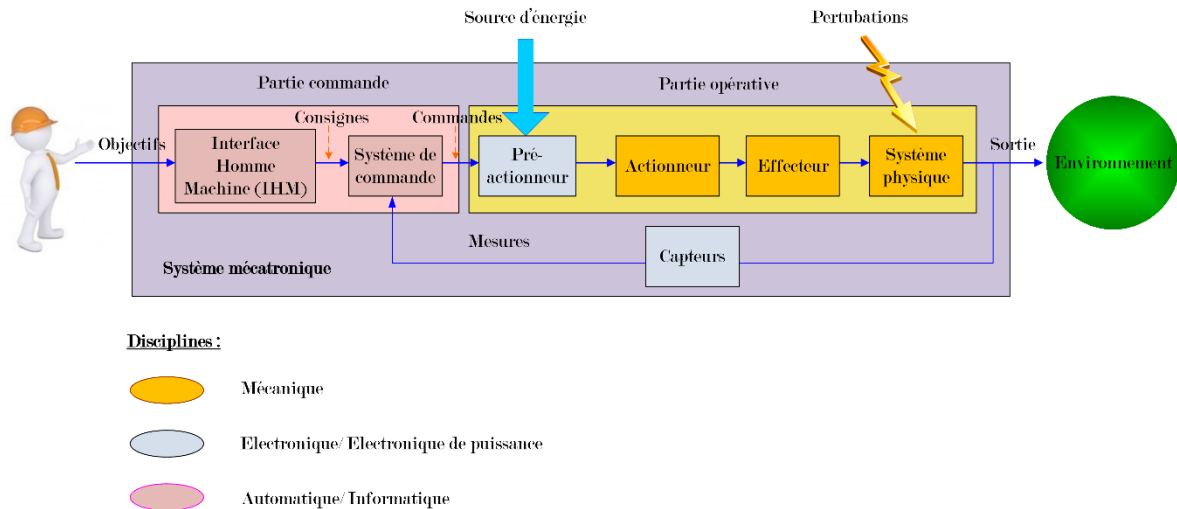 Source d'énergie
Pertubations
Partie commande
Partie opérative
Objectifs
Consignes
Commandes
Interface
Homme
Machine (IHM)
Système de
commande
Pré-
actionneur
Actionneur
Effecteur
Système
physique
Sortie
Environnement
Mesures
Capteurs
Système mécatronique
Disciplines :
Mécanique
Electronique/ Electronique de puissance
Automatique/ Informatique